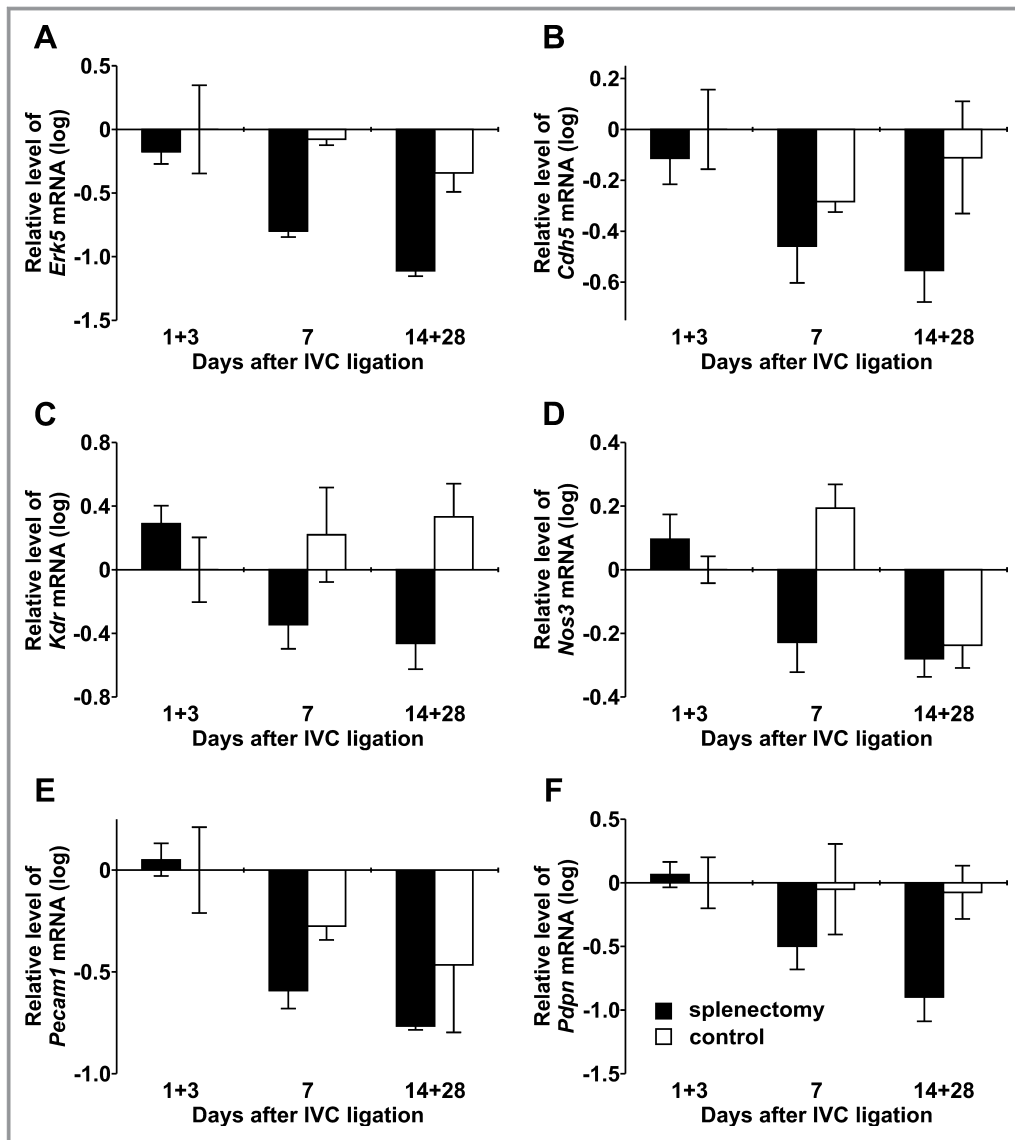 A
0.5
0
-0.5
-1.0
-1.5
Relative level of
Erk5 mRNA (log)
1+3 7 14+28
Days after IVC ligation
B
0.2
0
-0.2
-0.4
-0.6
Relative level of
Cdh5 mRNA (log)
1+3 7 14+28
Days after IVC ligation
C
0.8
0.4
0
-0.4
-0.8
Relative level of
Kdr mRNA (log)
1+3 7 14+28
Days after IVC ligation
D
0.4
0.2
0
-0.2
-0.4
Relative level of
Nos3 mRNA (log)
1+3 7 14+28
Days after IVC ligation
E
0
-0.5
-1.0
Relative level of
Pecam1 mRNA (log)
1+3 7 14+28
Days after IVC ligation
F
0.5
0
-0.5
-1.0
-1.5
Relative level of
Pdpn mRNA (log)
splenectomy
control
1+3 7 14+28
Days after IVC ligation